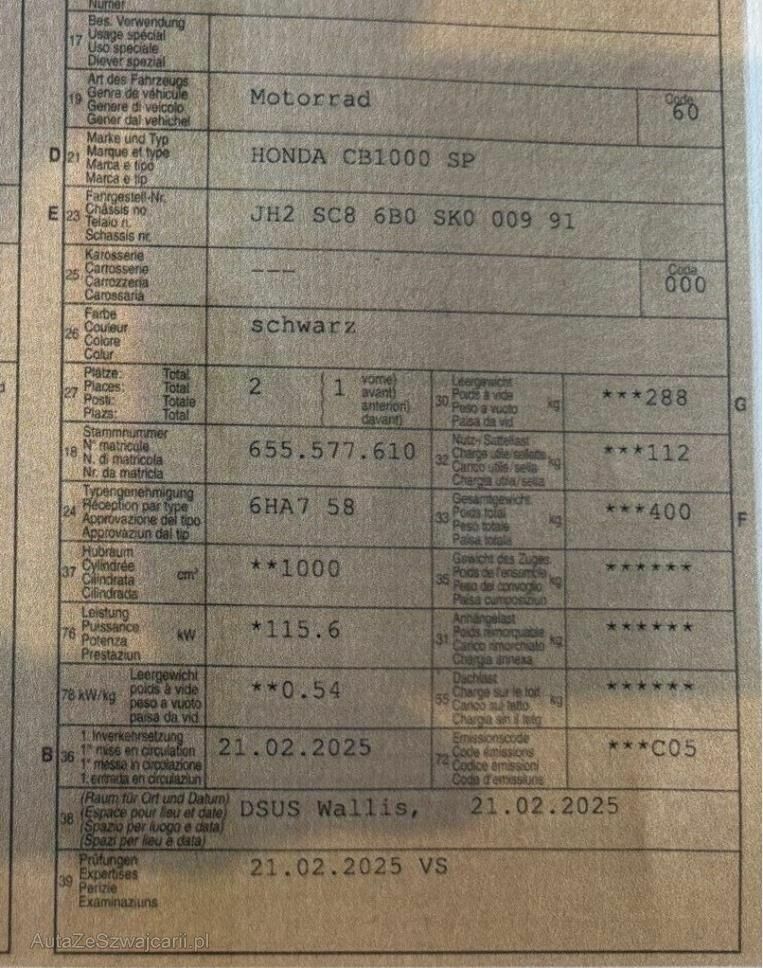 Numer
17 Bes. Verwendung
Usage spécial
Uso speciale
Diever spezial
19 Art des Fahrzeugs
Genre de véhicule
Genere di veicolo
Gener dal vehichel
Motorrad
Code
60
D 21 Marke und Typ
Marque et type
Marca e tipo
Marca e tip
HONDA CB1000 SP
E 23 Fahrgestell-Nr.
Châssis no
Telaio n.
Schassis nr.
JH2 SC8 6B0 SK0 009 91
25 Karosserie
Carrosserie
Carrozzeria
Carossaria
---
Code
000
26 Farbe
Couleur
Colore
Colur
schwarz
27 Plätze: Total
Places: Total
Posti: Totale
Plazs: Total
2 ( 1 vorne)
avant)
anteriori)
davant)
30 Leergewicht
Poids à vide
Peso a vuoto
Paisa da vid
kg
***288 G
18 Stammnummer
N° matricule
N. di matricola
Nr. da matricla
655.577.610
32 Nutz-/Sattellast
Charge utile/sellette
Carico utile/sella
Chargia utila/sella
kg
***112
24 Typengenehmigung
Réception par type
Approvazione del tipo
Approvaziun dal tip
6HA7 58
33 Gesamtgewicht
Poids total
Peso totale
Paisa totala
kg
***400 F
37 Hubraum
Cylindrée
Cilindrata
Cilindrada
cm³
**1000
35 Gewicht des Zuges
Poids de l'ensemble
Peso del convoglio
Paisa cumposiziun
kg
******
76 Leistung
Puissance
Potenza
Prestaziun
kW
*115.6
31 Anhängelast
Poids remorquable
Carico rimorchiato
Chargia annexa
kg
******
78 kW/kg Leergewicht
poids à vide
peso a vuoto
paisa da vid
**0.54
55 Dachlast
Charge sur le toit
Carico sul tetto
Chargia sin il tetg
kg
******
B 36 1. Inverkehrsetzung
1re mise en circulation
1a messa in circolazione
1. entrada en circulaziun
21.02.2025
72 Emissionscode
Code émissions
Codice emissioni
Code d'emissiuns
***C05
38 (Raum für Ort und Datum)
(Espace pour lieu et date)
(Spazio per luogo e data)
(Spazi per lieu e data)
DSUS Wallis, 21.02.2025
39 Prüfungen
Expertises
Perizie
Examinaziuns
21.02.2025 VS
AutaZeSzwajcarii.pl